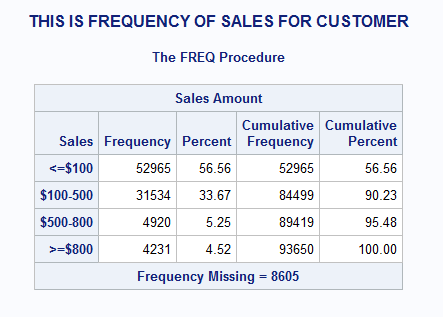 THIS IS FREQUENCY OF SALES FOR CUSTOMER
The FREQ Procedure
Sales Amount
Sales Frequency Percent Cumulative Frequency Cumulative Percent
<=$100 52965 56.56 52965 56.56
$100-500 31534 33.67 84499 90.23
$500-800 4920 5.25 89419 95.48
>=$800 4231 4.52 93650 100.00
Frequency Missing = 8605